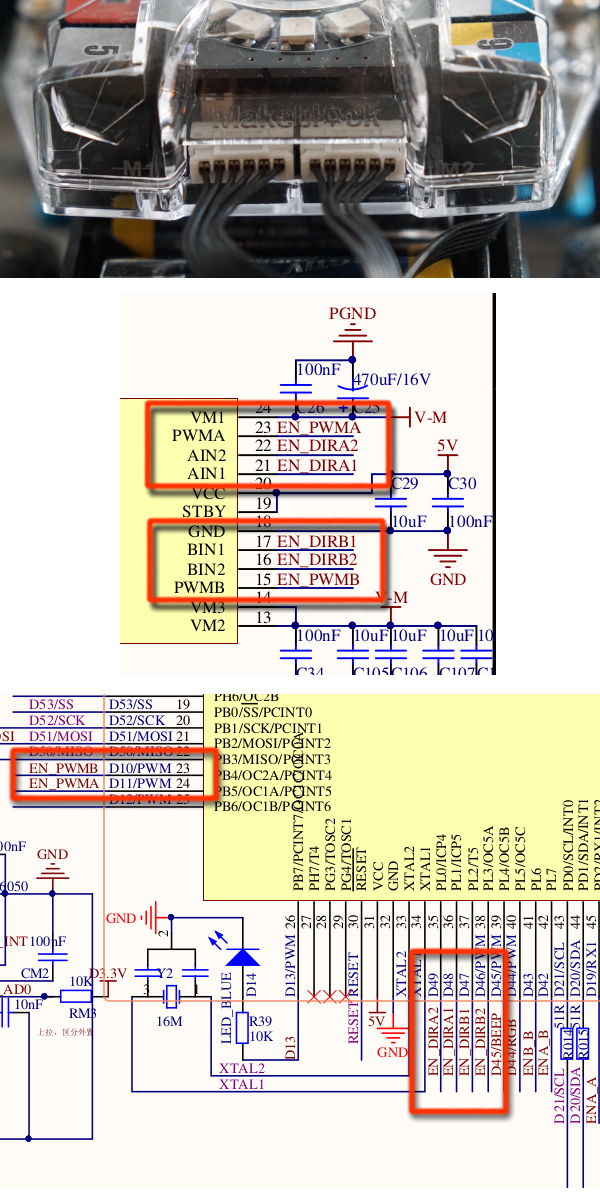 Makeblock
M1
M2
PGND
100nF
470uF/16V
C26
+
C25
VM1
24
V-M
PWMA
23
EN_PWMA
AIN2
22
EN_DIRA2
5V
AIN1
21
EN_DIRA1
20
VCC
C29
C30
STBY
19
GND
18
10uF
100nF
BIN1
17
EN_DIRB1
BIN2
16
EN_DIRB2
PWMB
15
EN_PWMB
GND
14
VM3
V-M
VM2
13
100nF
10uF
10uF
10uF
10
C34
C105
C106
C107
PH6/OC2B
D53/SS
D53/SS
19
PB0/SS/PCINT0
D52/SCK
D52/SCK
20
PB1/SCK/PCINT1
OSI
D51/MOSI
D51/MOSI
21
PB2/MOSI/PCINT2
D50/MISO
D50/MISO
22
PB3/MISO/PCINT3
EN_PWMB
D10/PWM
23
PB4/OC2A/PCINT4
EN_PWMA
D11/PWM
24
PB5/OC1A/PCINT5
D12/PWM
25
PB6/OC1B/PCINT6
PH7/T4
PG3/TOSC2
PG4/TOSC1
RESET
VCC
GND
XTAL2
XTAL1
PL0/ICP4
PL1/ICP5
PL2/T5
PL3/OC5A
PL4/OC5B
PL5/OC5C
PL6
PL7
PD0/SCL/INT0
PD1/SDA/INT1
26
27
28
29
30
31
32
33
34
35
36
37
38
39
40
41
42
43
44
45
D13/PWM
RESET
XTAL2
XTAL1
D49
D48
D47
D46/PWM
D45/PWM
D44/PWM
D43
D42
D21/SCL
D20/SDA
D19/RX1
D13
RESET
5V
GND
EN_DIRA2
EN_DIRA1
EN_DIRB1
EN_DIRB2
D45/BEEP
D44/RGB
ENB_B
ENA_B
D21/SCL
D20/SDA
ENA_A
51R
51R
R014
R015
00nF
GND
6050
_INT
100nF
CM2
AD0
10nF
10K
RM3
D3.3V
上拉，区分外置
GND
2
Y2
3
1
16M
LED_BLUE
D14
R39
10K
XTAL2
XTAL1